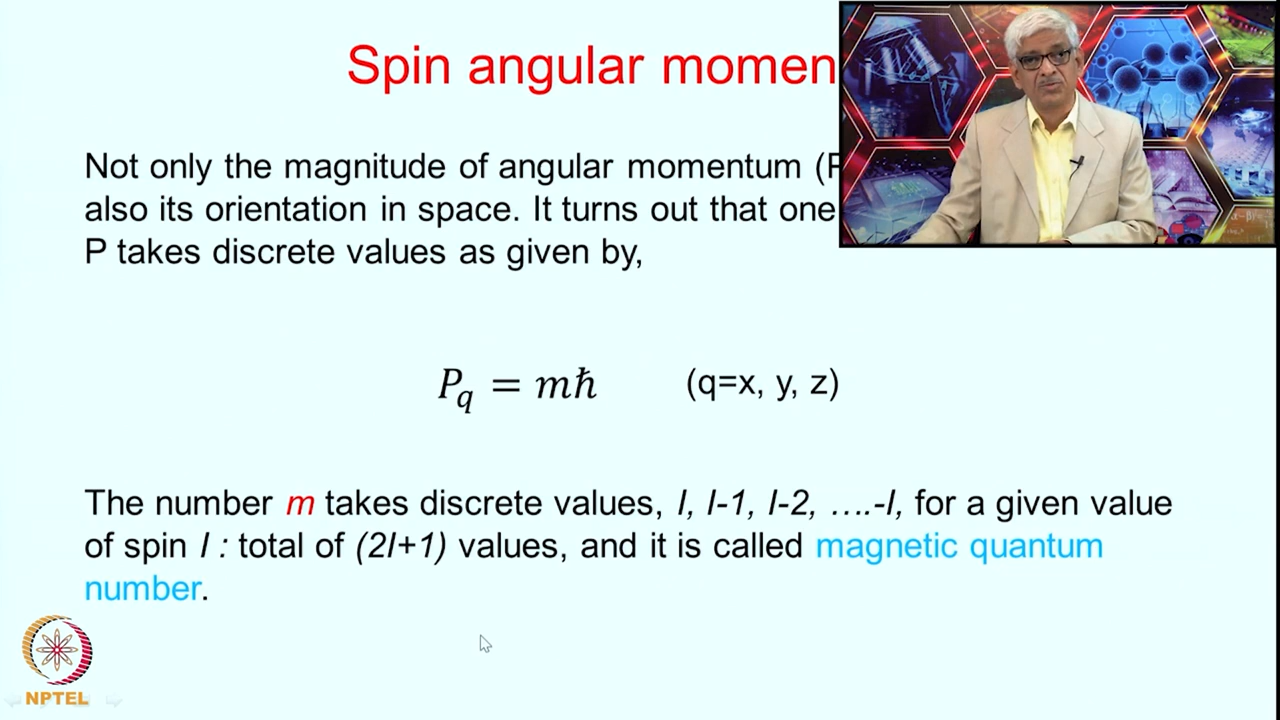 Spin angular momen
Not only the magnitude of angular momentum (P
also its orientation in space. It turns out that one
P takes discrete values as given by,
P_q = mħ (q=x, y, z)
The number m takes discrete values, I, I-1, I-2, ….-I, for a given value
of spin I : total of (2I+1) values, and it is called magnetic quantum
number.
NPTEL